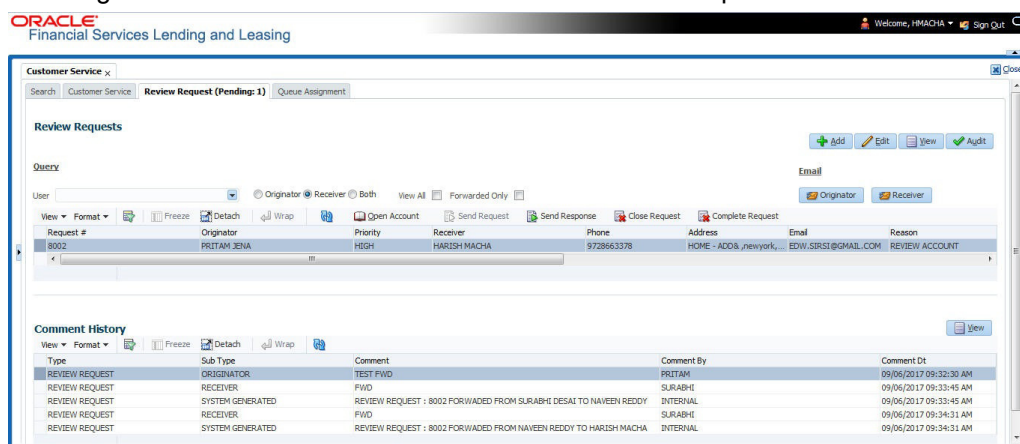 ORACLE
Financial Services Lending and Leasing
Welcome, HMACHA Sign Out
Customer Service x
Close
Search Customer Service Review Request (Pending: 1) Queue Assignment
Review Requests
Add Edit View Audit
Query
Email
User Originator Receiver Both View All Forwarded Only Originator Receiver
View Format Freeze Detach Wrap Open Account Send Request Send Response Close Request Complete Request
Request # Originator Priority Receiver Phone Address Email Reason
8002 PRITAM JENA HIGH HARISH MACHA 9728663378 HOME - ADD& ,newyork,... EDW.SIRSI@GMAIL.COM REVIEW ACCOUNT
Comment History
View
View Format Freeze Detach Wrap
Type Sub Type Comment Comment By Comment Dt
REVIEW REQUEST ORIGINATOR TEST FWD PRITAM 09/06/2017 09:32:30 AM
REVIEW REQUEST RECEIVER FWD SURABHI 09/06/2017 09:33:45 AM
REVIEW REQUEST SYSTEM GENERATED REVIEW REQUEST : 8002 FORWADED FROM SURABHI DESAI TO NAVEEN REDDY INTERNAL 09/06/2017 09:33:45 AM
REVIEW REQUEST RECEIVER FWD SURABHI 09/06/2017 09:34:31 AM
REVIEW REQUEST SYSTEM GENERATED REVIEW REQUEST : 8002 FORWADED FROM NAVEEN REDDY TO HARISH MACHA INTERNAL 09/06/2017 09:34:31 AM